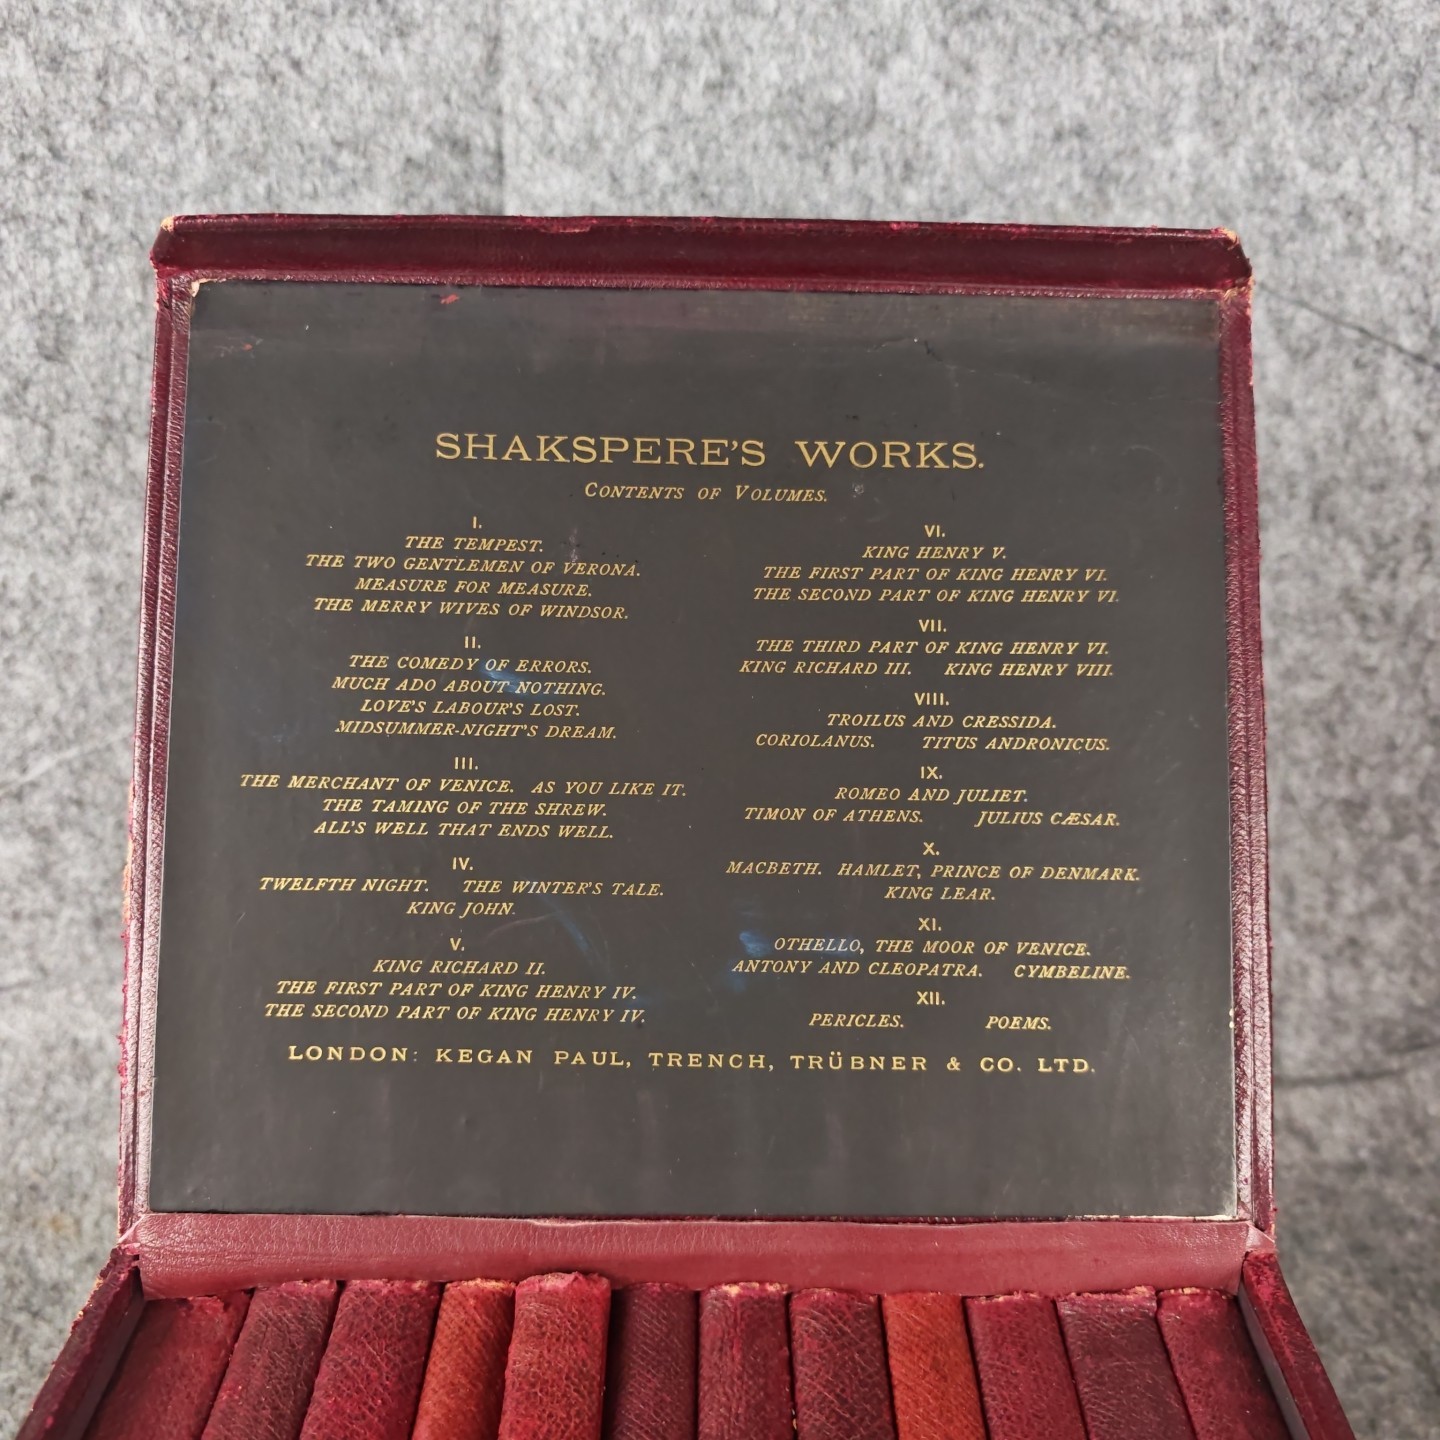 SHAKSPERE'S WORKS.
CONTENTS OF VOLUMES.
I.
THE TEMPEST.
THE TWO GENTLEMEN OF VERONA.
MEASURE FOR MEASURE.
THE MERRY WIVES OF WINDSOR.
II.
THE COMEDY OF ERRORS.
MUCH ADO ABOUT NOTHING.
LOVE'S LABOUR'S LOST.
MIDSUMMER-NIGHT'S DREAM.
III.
THE MERCHANT OF VENICE. AS YOU LIKE IT.
THE TAMING OF THE SHREW.
ALL'S WELL THAT ENDS WELL.
IV.
TWELFTH NIGHT. THE WINTER'S TALE.
KING JOHN.
V.
KING RICHARD II.
THE FIRST PART OF KING HENRY IV.
THE SECOND PART OF KING HENRY IV.
VI.
KING HENRY V.
THE FIRST PART OF KING HENRY VI.
THE SECOND PART OF KING HENRY VI.
VII.
THE THIRD PART OF KING HENRY VI.
KING RICHARD III. KING HENRY VIII.
VIII.
TROILUS AND CRESSIDA.
CORIOLANUS. TITUS ANDRONICUS.
IX.
ROMEO AND JULIET.
TIMON OF ATHENS. JULIUS CÆSAR.
X.
MACBETH. HAMLET, PRINCE OF DENMARK.
KING LEAR.
XI.
OTHELLO, THE MOOR OF VENICE.
ANTONY AND CLEOPATRA. CYMBELINE.
XII.
PERICLES. POEMS.
LONDON: KEGAN PAUL, TRENCH, TRÜBNER & CO. LTD.